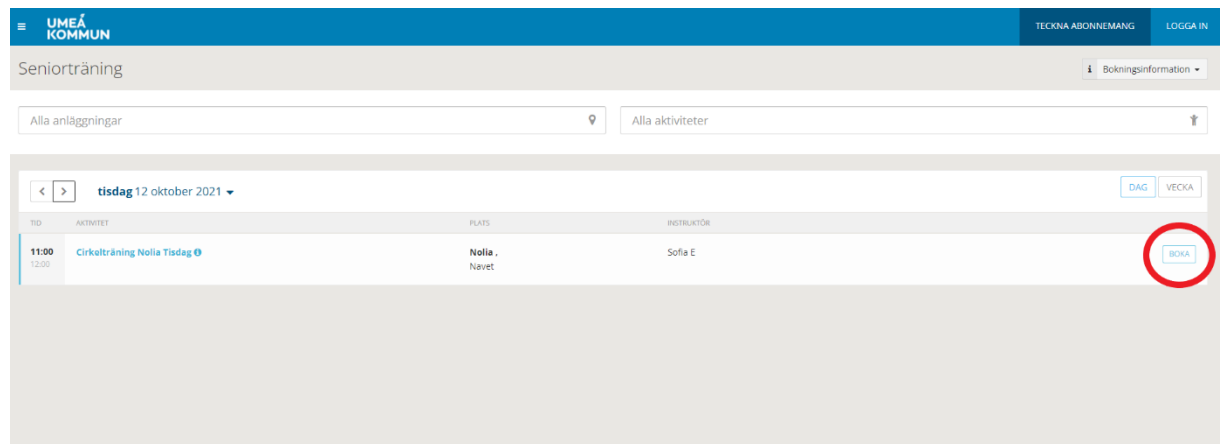 UMEÅ
KOMMUN
TECKNA ABONNEMANG
LOGGA IN
Seniorträning
i Bokningsinformation
Alla anläggningar
Alla aktiviteter
< >
tisdag 12 oktober 2021
DAG
VECKA
TID
AKTIVITET
PLATS
INSTRUKTÖR
11:00
12:00
Cirkelträning Nolia Tisdag
Nolia ,
Navet
Sofia E
BOKA